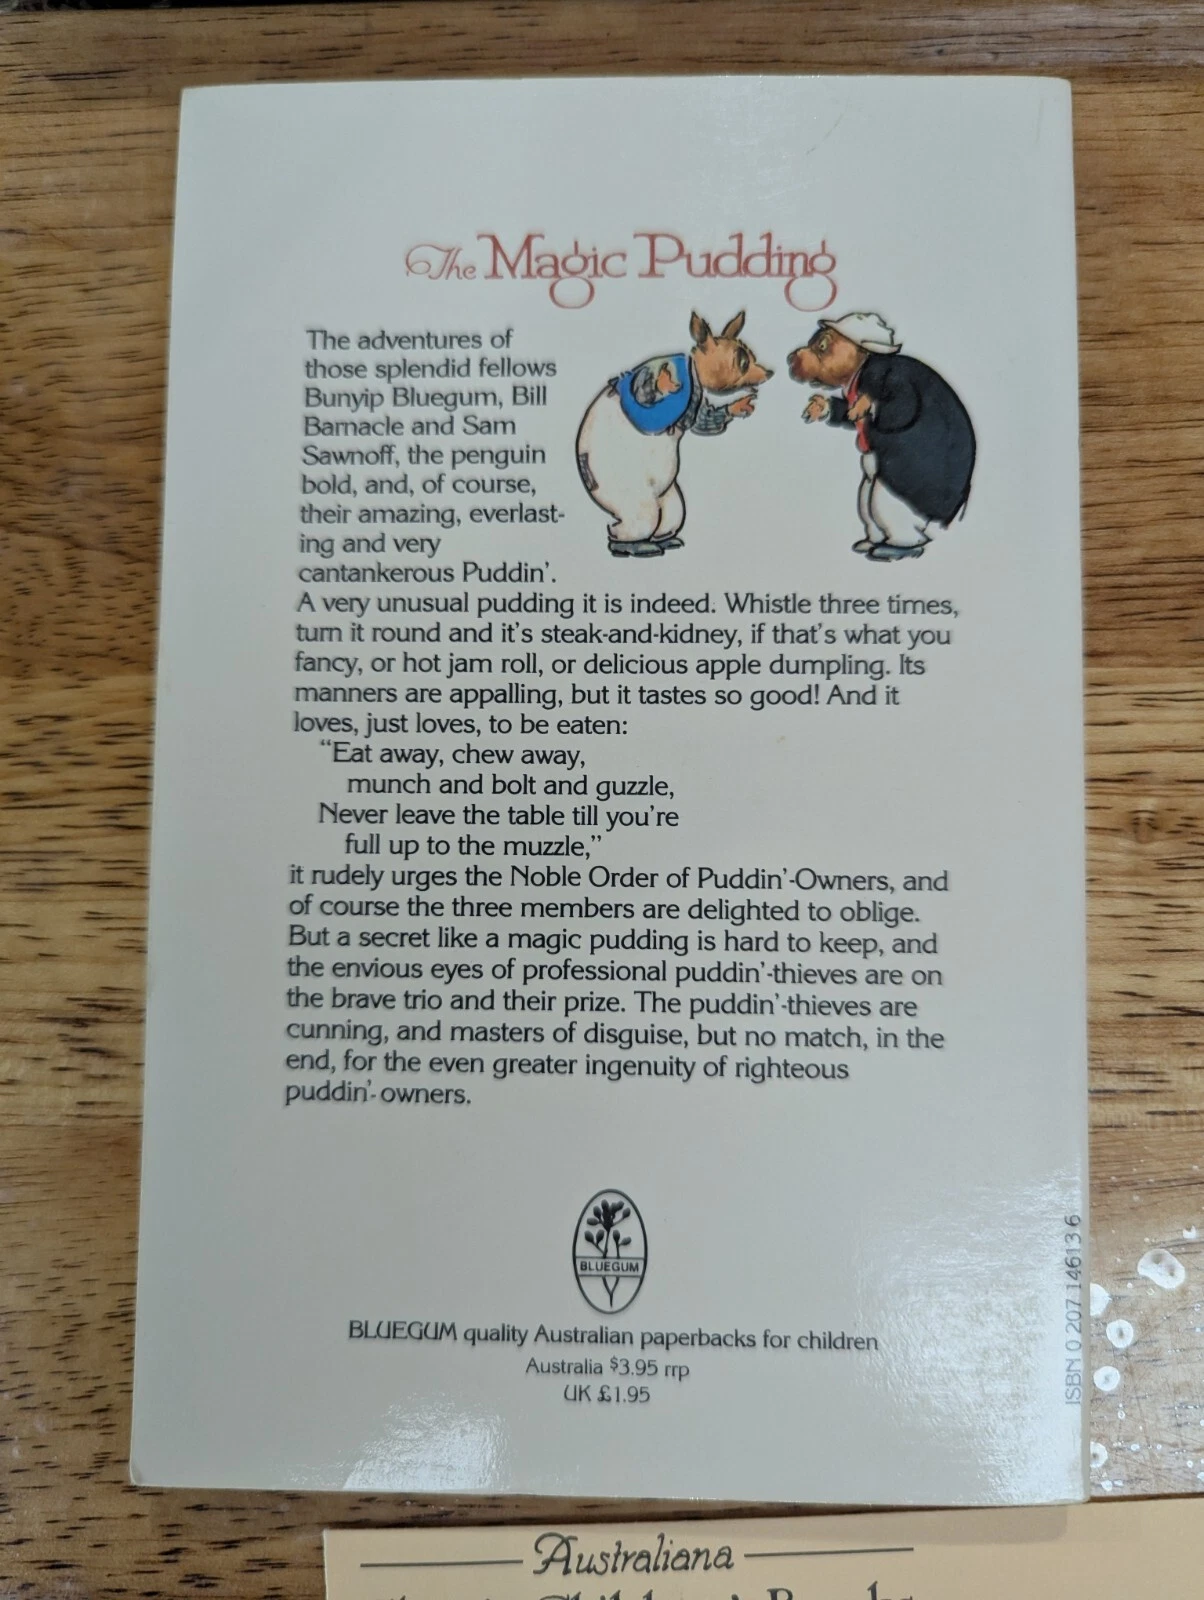 The Magic Pudding
The adventures of
those splendid fellows
Bunyip Bluegum, Bill
Barnacle and Sam
Sawnoff, the penguin
bold, and, of course,
their amazing, everlast-
ing and very
cantankerous Puddin'.
A very unusual pudding it is indeed. Whistle three times,
turn it round and it's steak-and-kidney, if that's what you
fancy, or hot jam roll, or delicious apple dumpling. Its
manners are appalling, but it tastes so good! And it
loves, just loves, to be eaten:
"Eat away, chew away,
munch and bolt and guzzle,
Never leave the table till you're
full up to the muzzle,"
it rudely urges the Noble Order of Puddin'-Owners, and
of course the three members are delighted to oblige.
But a secret like a magic pudding is hard to keep, and
the envious eyes of professional puddin'-thieves are on
the brave trio and their prize. The puddin'-thieves are
cunning, and masters of disguise, but no match, in the
end, for the even greater ingenuity of righteous
puddin'-owners.
BLUEGUM
BLUEGUM quality Australian paperbacks for children
Australia $3.95 rrp
UK £1.95
ISBN 0 207 14613 6
Australiana